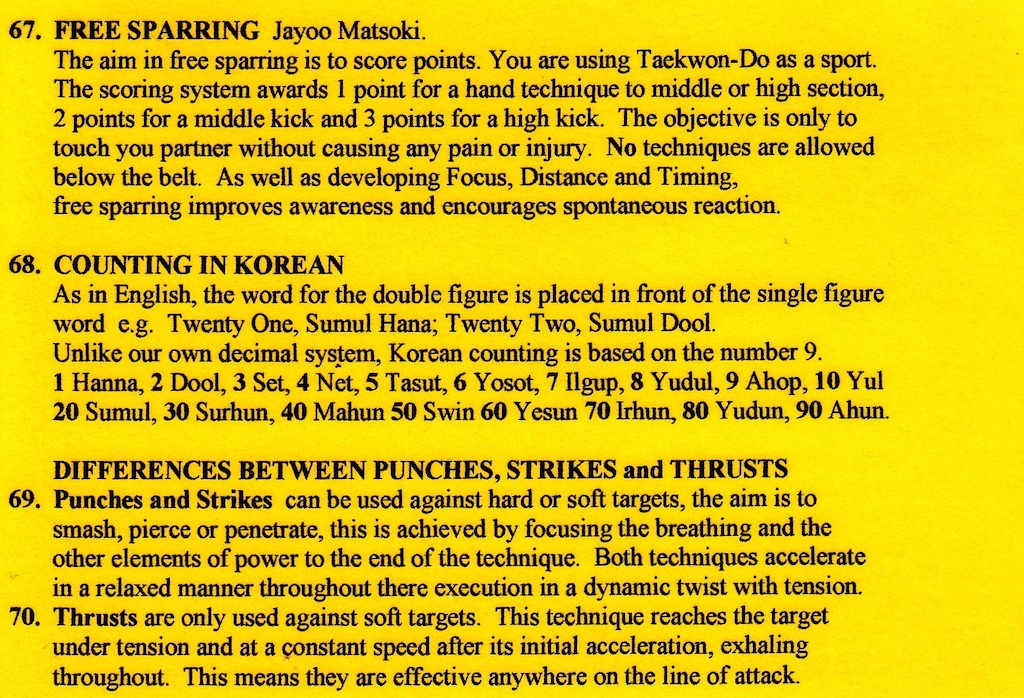 67. FREE SPARRING Jayoo Matsoki.
The aim in free sparring is to score points. You are using Taekwon-Do as a sport.
The scoring system awards 1 point for a hand technique to middle or high section,
2 points for a middle kick and 3 points for a high kick. The objective is only to
touch you partner without causing any pain or injury. No techniques are allowed
below the belt. As well as developing Focus, Distance and Timing,
free sparring improves awareness and encourages spontaneous reaction.
68. COUNTING IN KOREAN
As in English, the word for the double figure is placed in front of the single figure
word e.g. Twenty One, Sumul Hana; Twenty Two, Sumul Dool.
Unlike our own decimal system, Korean counting is based on the number 9.
1 Hanna, 2 Dool, 3 Set, 4 Net, 5 Tasut, 6 Yosot, 7 Ilgup, 8 Yudul, 9 Ahop, 10 Yul
20 Sumul, 30 Surhun, 40 Mahun 50 Swin 60 Yesun 70 Irhun, 80 Yudun, 90 Ahun.
DIFFERENCES BETWEEN PUNCHES, STRIKES and THRUSTS
69. Punches and Strikes can be used against hard or soft targets, the aim is to
smash, pierce or penetrate, this is achieved by focusing the breathing and the
other elements of power to the end of the technique. Both techniques accelerate
in a relaxed manner throughout there execution in a dynamic twist with tension.
70. Thrusts are only used against soft targets. This technique reaches the target
under tension and at a constant speed after its initial acceleration, exhaling
throughout. This means they are effective anywhere on the line of attack.